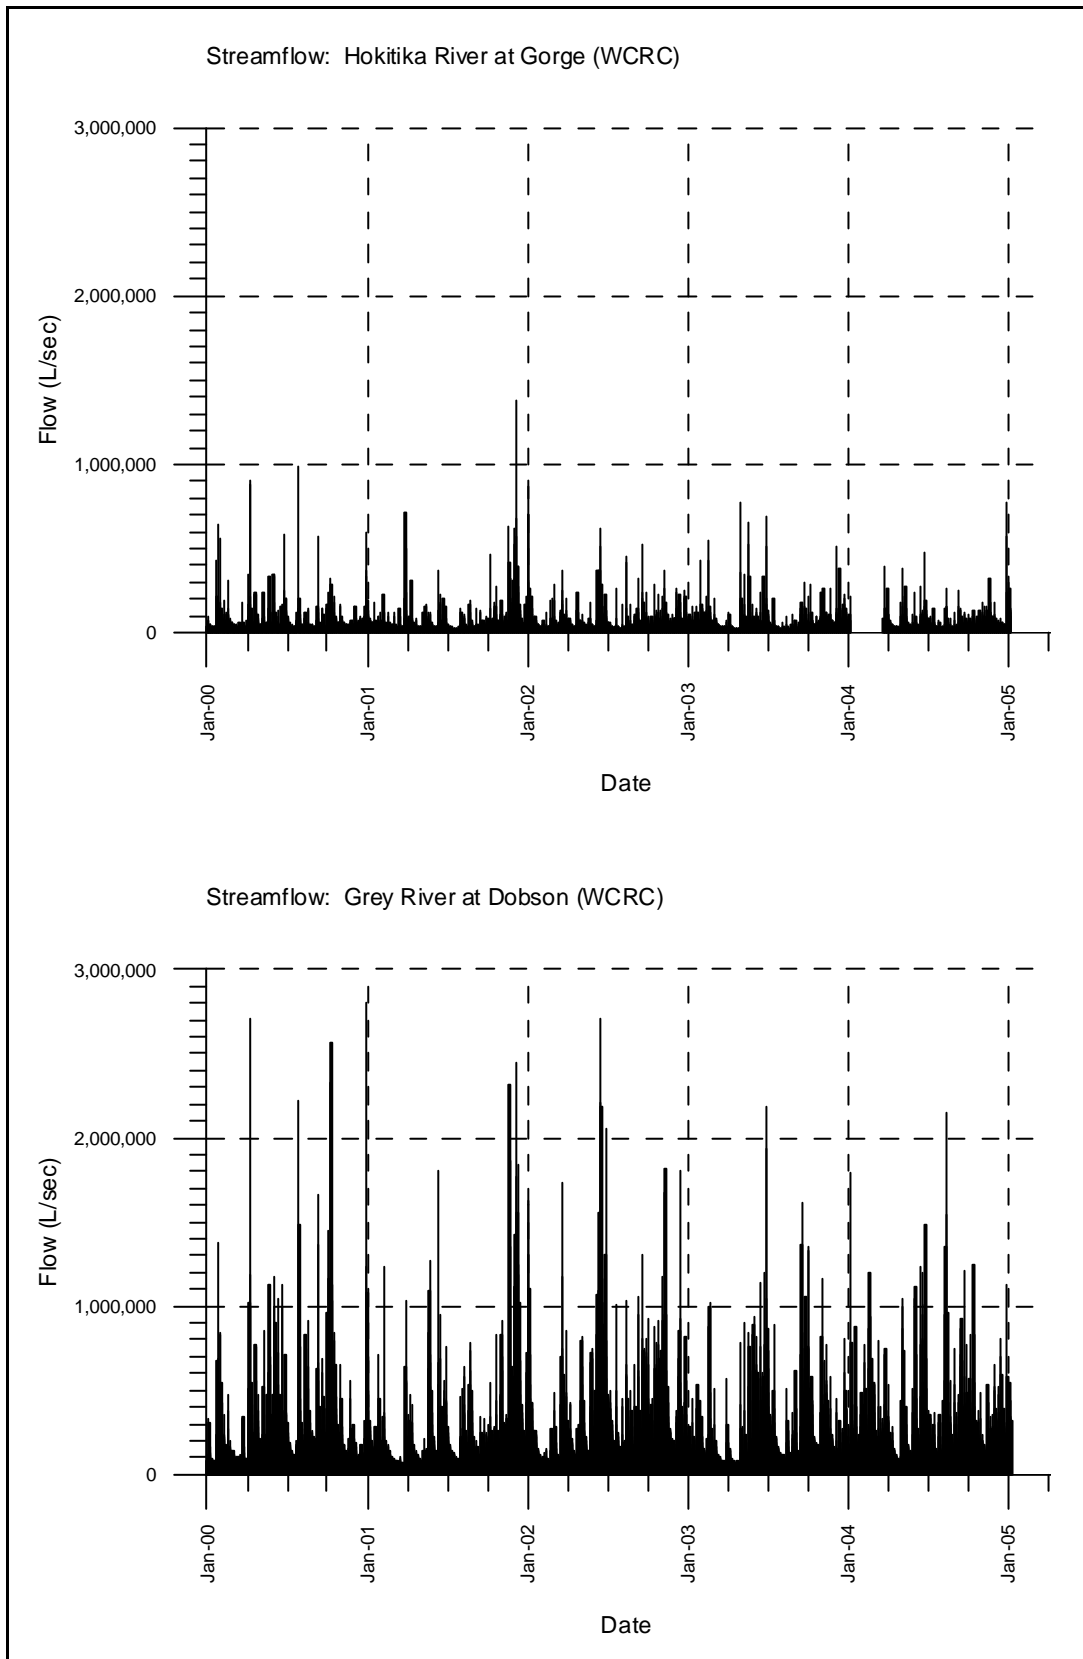 Streamflow: Hokitika River at Gorge (WCRC)
3,000,000
2,000,000
1,000,000
0
Flow (L/sec)
Jan-00
Jan-01
Jan-02
Jan-03
Jan-04
Jan-05
Date
Streamflow: Grey River at Dobson (WCRC)
3,000,000
2,000,000
1,000,000
0
Flow (L/sec)
Jan-00
Jan-01
Jan-02
Jan-03
Jan-04
Jan-05
Date